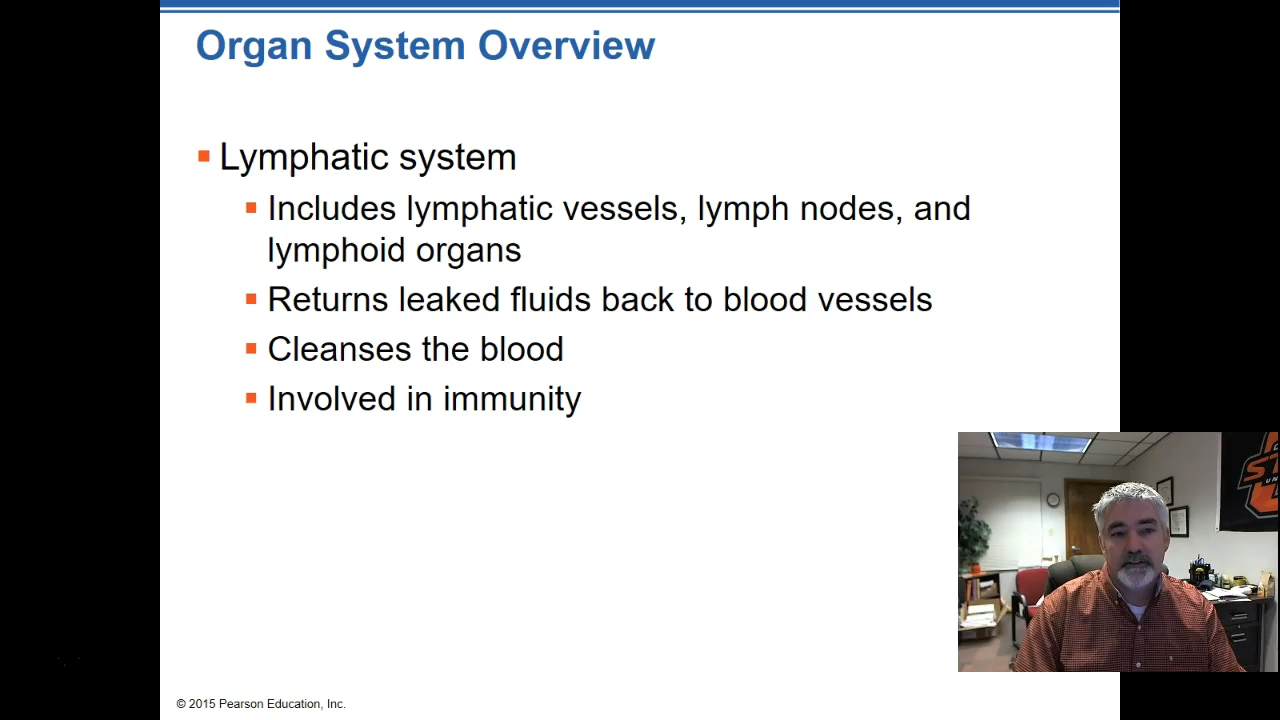 Organ System Overview
Lymphatic system
Includes lymphatic vessels, lymph nodes, and
lymphoid organs
Returns leaked fluids back to blood vessels
Cleanses the blood
Involved in immunity
© 2015 Pearson Education, Inc.